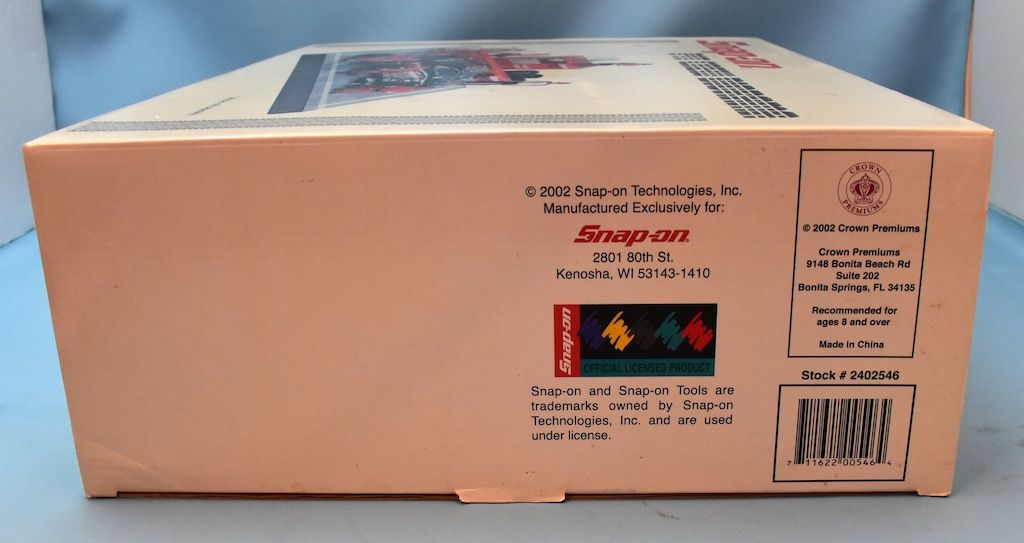 Snap-on
© 2002 Snap-on Technologies, Inc.
Manufactured Exclusively for:
Snap-on
2801 80th St.
Kenosha, WI 53143-1410
Snap-on
OFFICIAL LICENSED PRODUCT
Snap-on and Snap-on Tools are
trademarks owned by Snap-on
Technologies, Inc. and are used
under license.
CROWN
PREMIUMS
© 2002 Crown Premiums
Crown Premiums
9148 Bonita Beach Rd
Suite 202
Bonita Springs, FL 34135
Recommended for
ages 8 and over
Made in China
Stock # 2402546
7 11622 00546 4